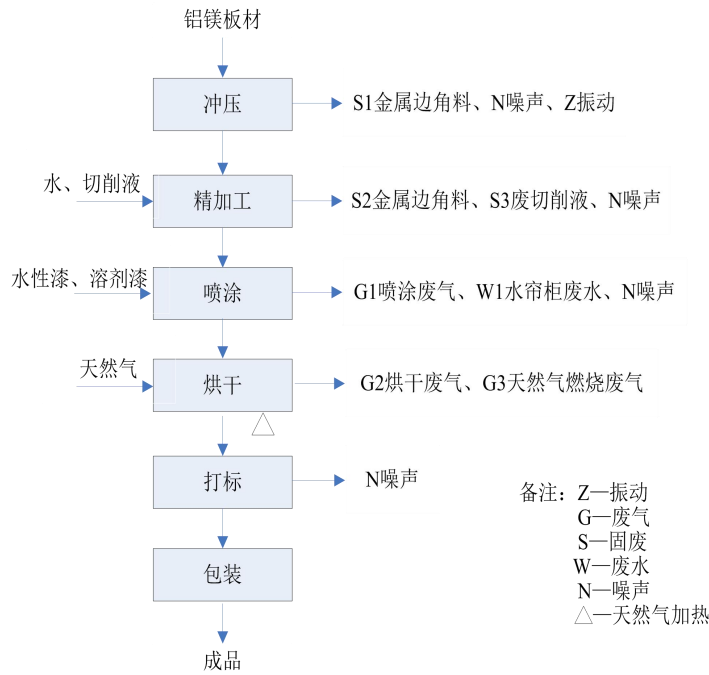 铝镁板材
冲压
S1金属边角料、N噪声、Z振动
水、切削液
精加工
S2金属边角料、S3废切削液、N噪声
水性漆、溶剂漆
喷涂
G1喷涂废气、W1水帘柜废水、N噪声
天然气
烘干
G2烘干废气、G3天然气燃烧废气
打标
N噪声
包装
成品
备注：Z—振动
G—废气
S—固废
W—废水
N—噪声
△—天然气加热